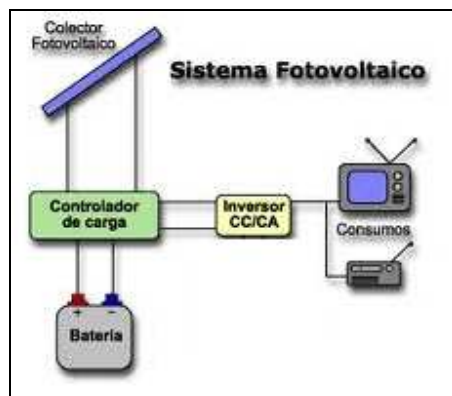 Colector
Fotovoltaico
Sistema Fotovoltaico
Controlador
de carga
Inversor
CC/CA
Consumos
+ −
Batería